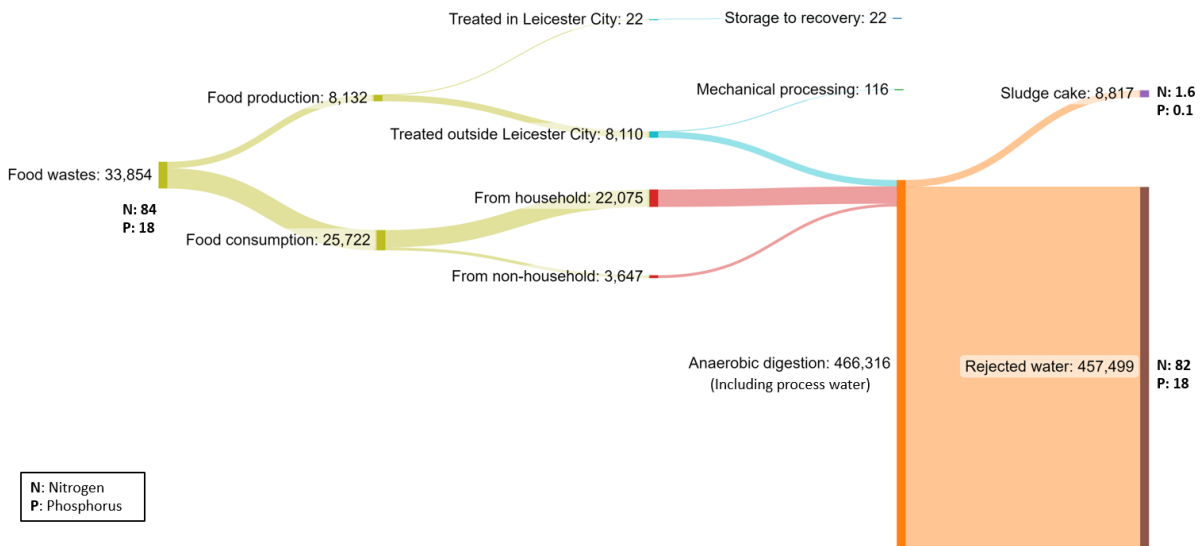 Treated in Leicester City: 22
Storage to recovery: 22
Food production: 8,132
Mechanical processing: 116
Sludge cake: 8,817
N: 1.6
P: 0.1
Treated outside Leicester City: 8,110
Food wastes: 33,854
N: 84
P: 18
From household: 22,075
Food consumption: 25,722
From non-household: 3,647
Anaerobic digestion: 466,316
(Including process water)
Rejected water: 457,499
N: 82
P: 18
N: Nitrogen
P: Phosphorus